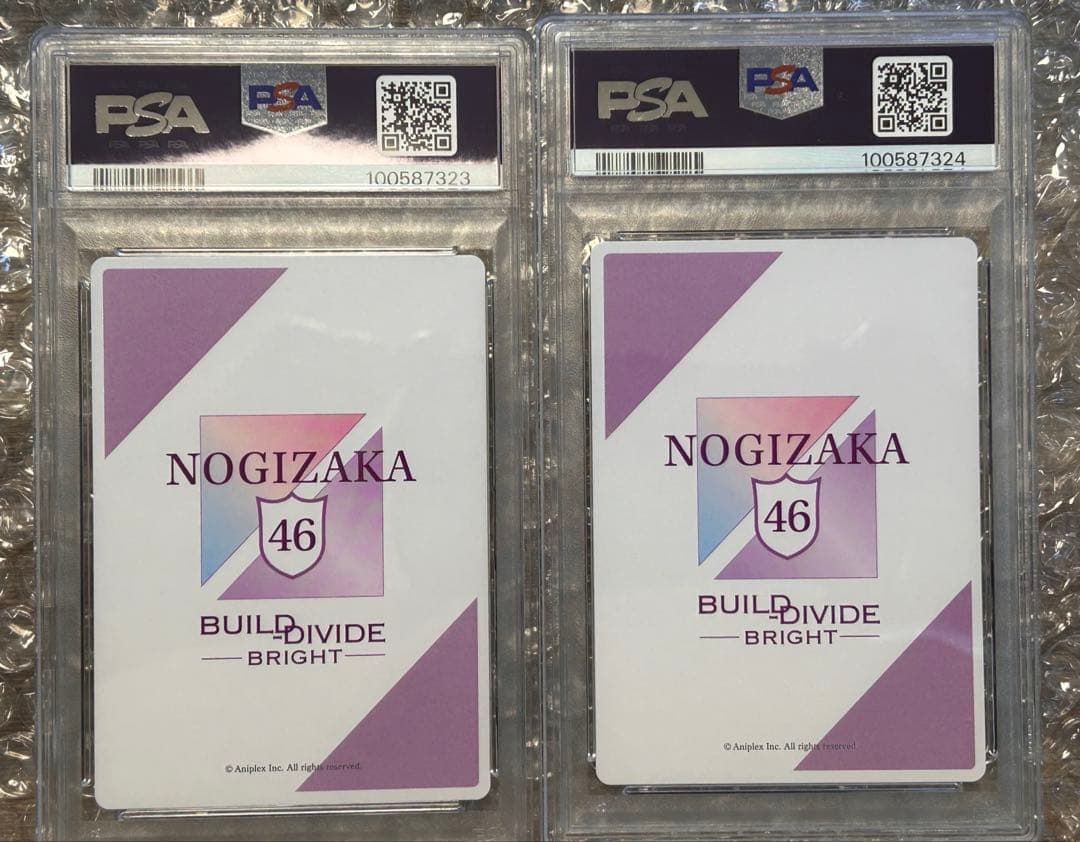 PSA
PSA
100587323
NOGIZAKA
46
BUILD
-DIVIDE
BRIGHT
© Aniplex Inc. All rights reserved.
PSA
PSA
100587324
NOGIZAKA
46
BUILD
-DIVIDE
BRIGHT
© Aniplex Inc. All rights reserved.